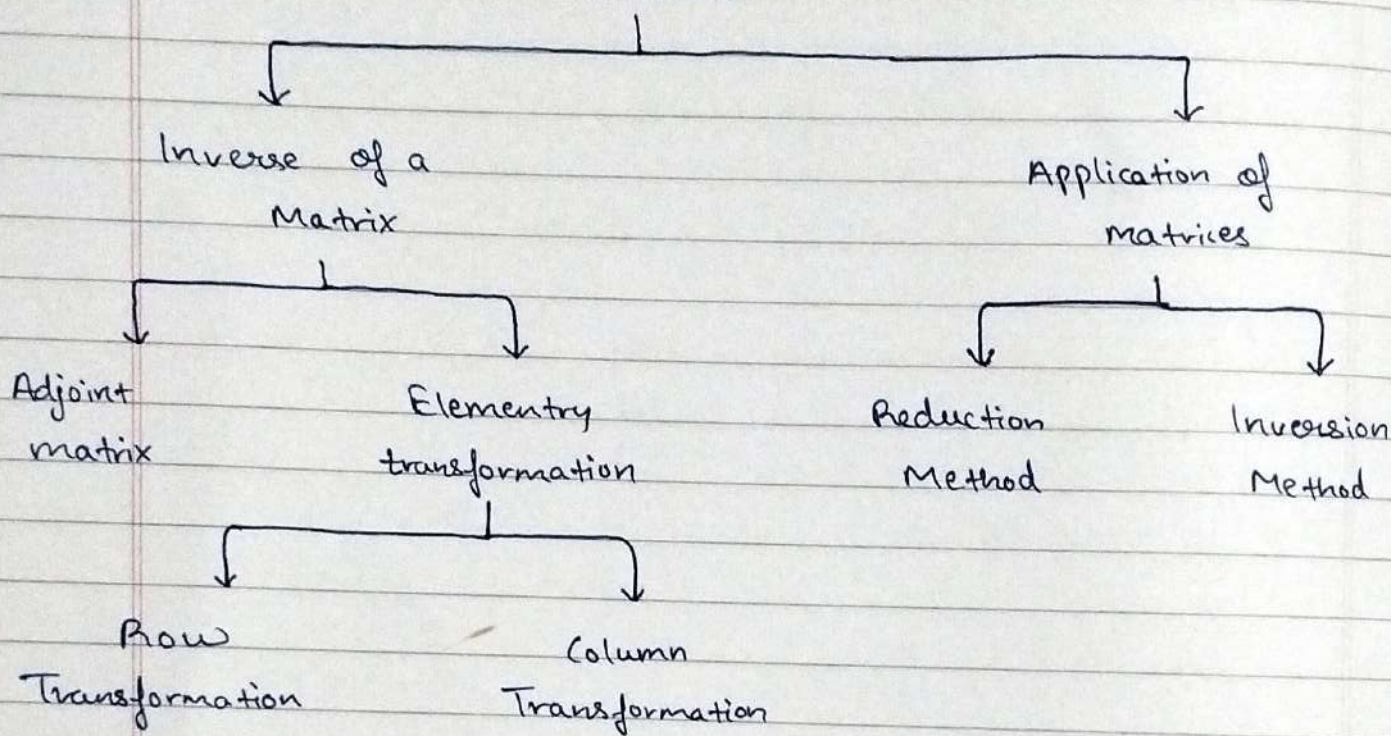 Inverse of a
Matrix
Application of
matrices
Adjoint
matrix
Elementry
transformation
Reduction
Method
Inversion
Method
Row
Transformation
Column
Transformation